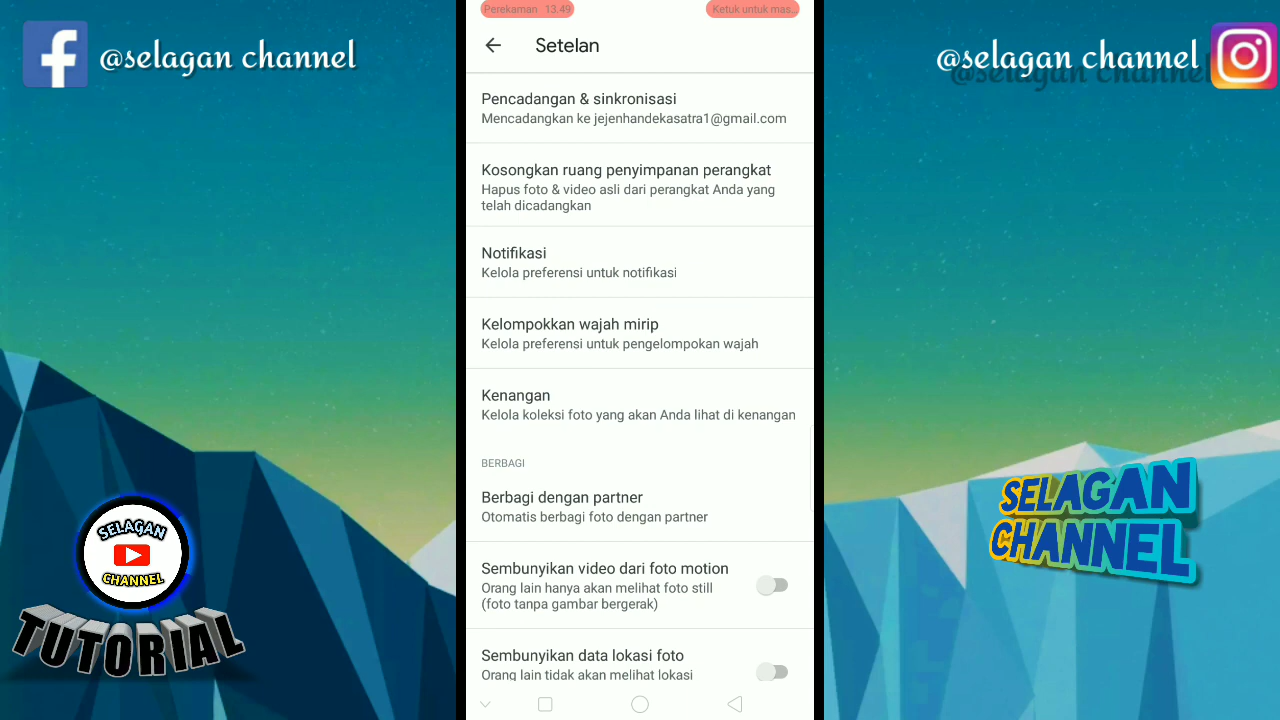 @selagan channel
@selagan channel
Perekaman 13.49
Ketuk untuk mas...
Setelan
Pencadangan & sinkronisasi
Mencadangkan ke jejenhandekasatra1@gmail.com
Kosongkan ruang penyimpanan perangkat
Hapus foto & video asli dari perangkat Anda yang
telah dicadangkan
Notifikasi
Kelola preferensi untuk notifikasi
Kelompokkan wajah mirip
Kelola preferensi untuk pengelompokan wajah
Kenangan
Kelola koleksi foto yang akan Anda lihat di kenangan
BERBAGI
Berbagi dengan partner
Otomatis berbagi foto dengan partner
Sembunyikan video dari foto motion
Orang lain hanya akan melihat foto still
(foto tanpa gambar bergerak)
Sembunyikan data lokasi foto
Orang lain tidak akan melihat lokasi
SELAGAN
CHANNEL
TUTORIAL
SELAGAN
CHANNEL